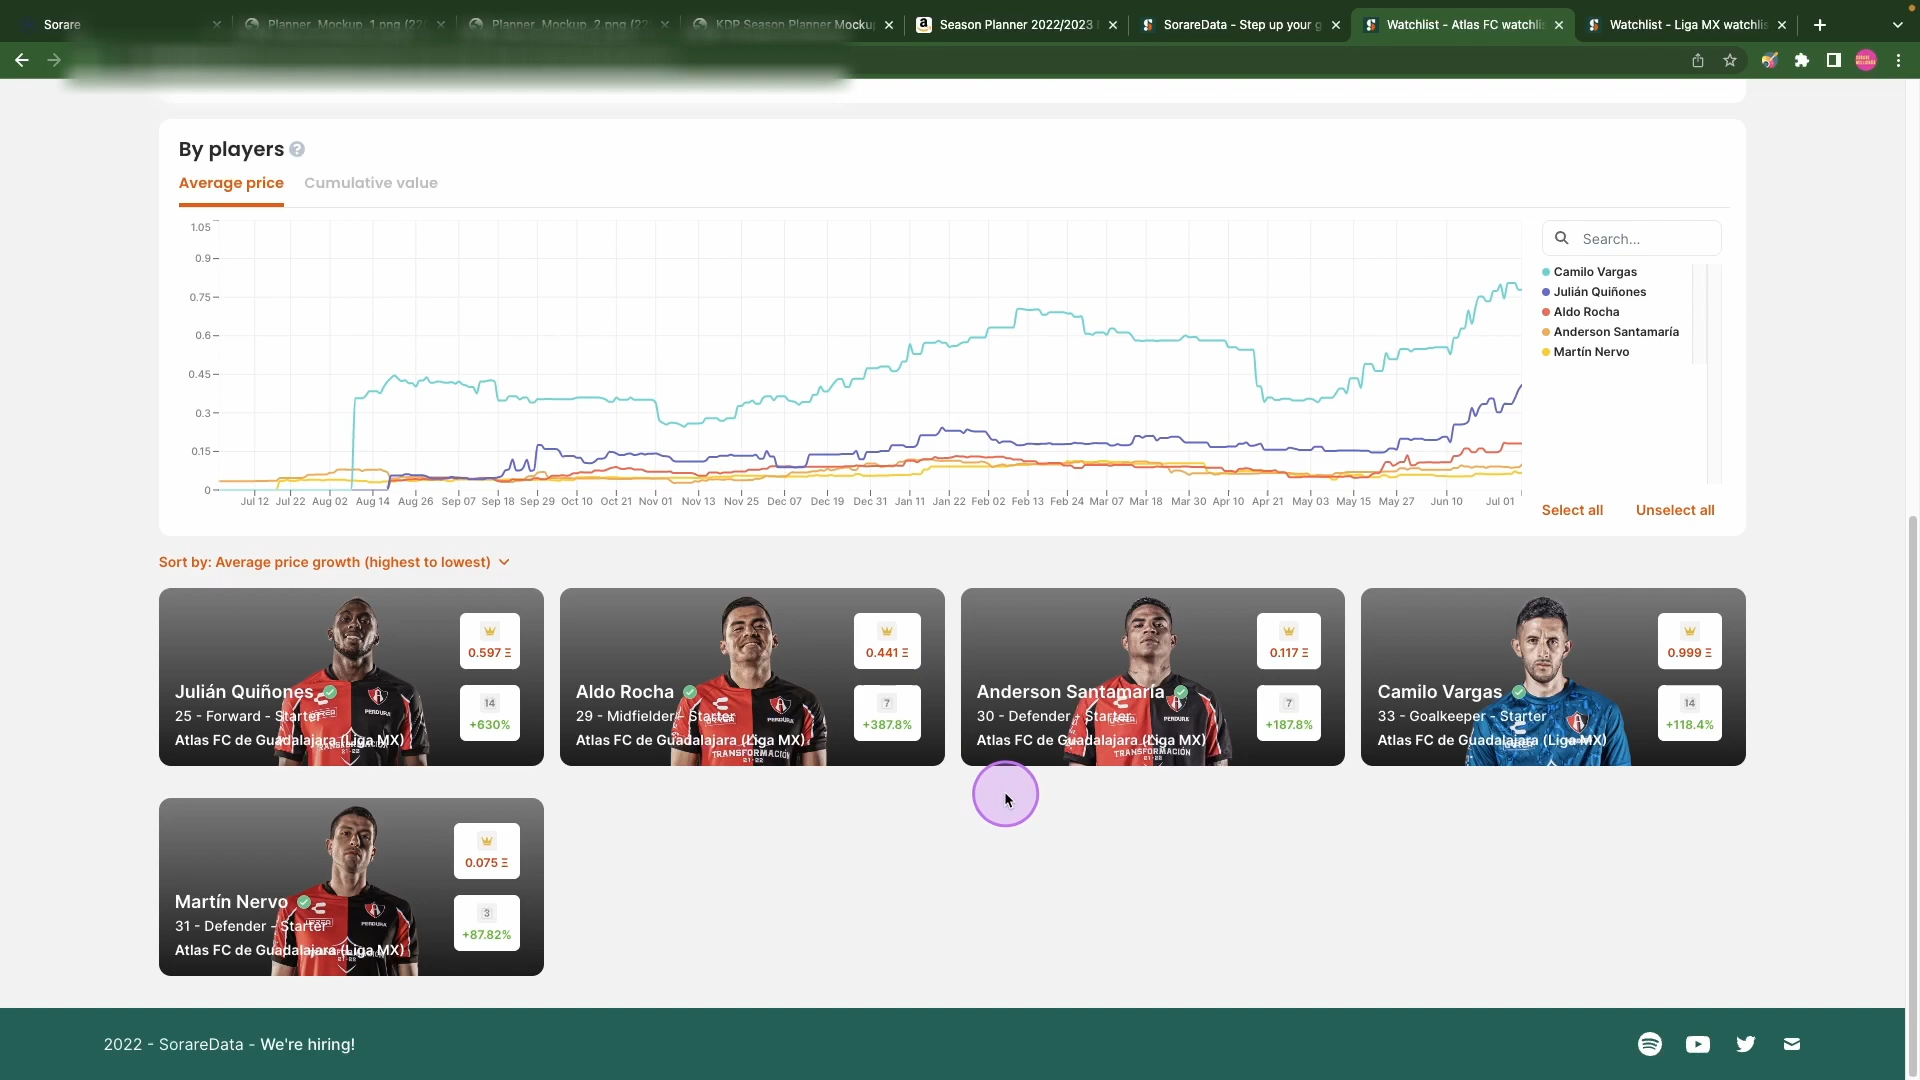 Sorare
Planner_Mockup_1.png (22
Planner_Mockup_2.png (22
KDP Season Planner Mockup
Season Planner 2022/2023
SorareData - Step up your g
Watchlist - Atlas FC watchlis
Watchlist - Liga MX watchlis
By players
Average price
Cumulative value
1.05
0.9
0.75
0.6
0.45
0.3
0.15
0
Jul 12 Jul 22 Aug 02 Aug 14 Aug 26 Sep 07 Sep 18 Sep 29 Oct 10 Oct 21 Nov 01 Nov 13 Nov 25 Dec 07 Dec 19 Dec 31 Jan 11 Jan 22 Feb 02 Feb 13 Feb 24 Mar 07 Mar 18 Mar 30 Apr 10 Apr 21 May 03 May 15 May 27 Jun 10 Jul 01
Search...
Camilo Vargas
Julián Quiñones
Aldo Rocha
Anderson Santamaría
Martín Nervo
Select all
Unselect all
Sort by: Average price growth (highest to lowest)
0.597 Ξ
14
+630%
Julián Quiñones
25 - Forward - Starter
Atlas FC de Guadalajara (Liga MX)
0.441 Ξ
7
+387.8%
Aldo Rocha
29 - Midfielder - Starter
Atlas FC de Guadalajara (Liga MX)
0.117 Ξ
7
+187.8%
Anderson Santamaría
30 - Defender - Starter
Atlas FC de Guadalajara (Liga MX)
0.999 Ξ
14
+118.4%
Camilo Vargas
33 - Goalkeeper - Starter
Atlas FC de Guadalajara (Liga MX)
0.075 Ξ
3
+87.82%
Martín Nervo
31 - Defender - Starter
Atlas FC de Guadalajara (Liga MX)
2022 - SorareData - We're hiring!